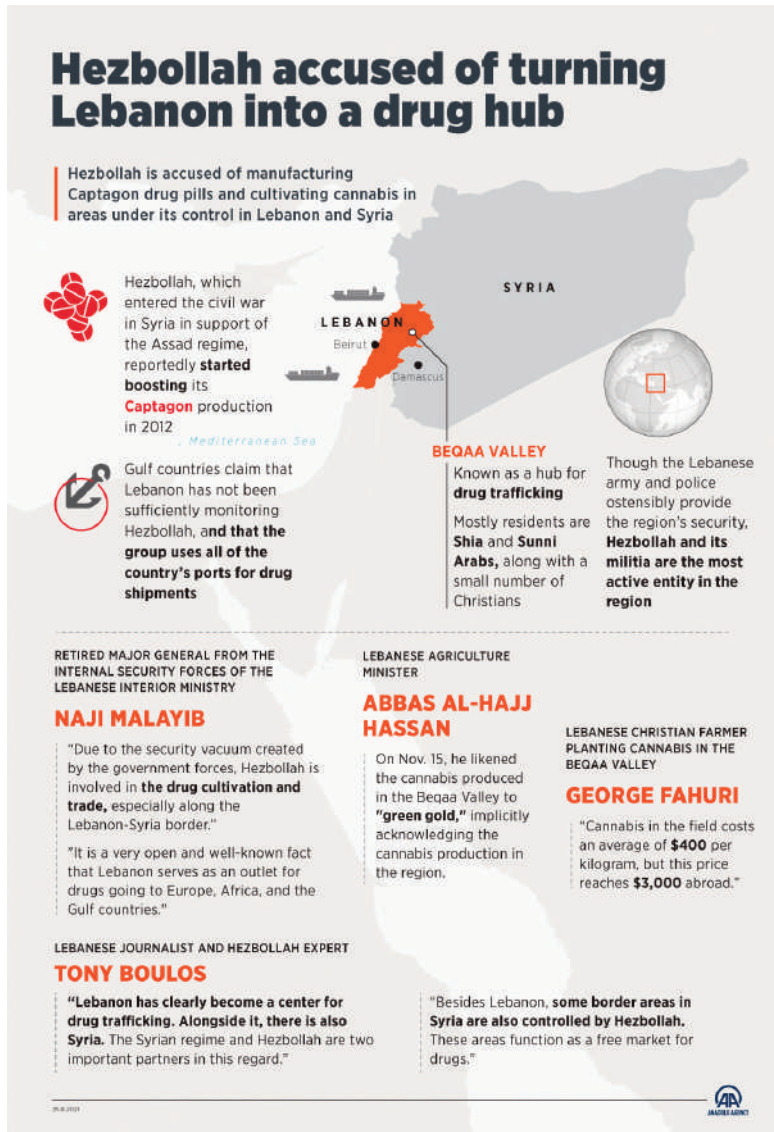 Hezbollah accused of turning
Lebanon into a drug hub
Hezbollah is accused of manufacturing
Captagon drug pills and cultivating cannabis in
areas under its control in Lebanon and Syria
Hezbollah, which
entered the civil war
in Syria in support of
the Assad regime,
reportedly started
boosting its
Captagon production
in 2012
SYRIA
LEBANON
Beirut
Damascus
Mediterranean Sea
Gulf countries claim that
Lebanon has not been
sufficiently monitoring
Hezbollah, and that the
group uses all of the
country's ports for drug
shipments
BEQAA VALLEY
Known as a hub for
drug trafficking
Mostly residents are
Shia and Sunni
Arabs, along with a
small number of
Christians
Though the Lebanese
army and police
ostensibly provide
the region's security,
Hezbollah and its
militia are the most
active entity in the
region
RETIRED MAJOR GENERAL FROM THE
INTERNAL SECURITY FORCES OF THE
LEBANESE INTERIOR MINISTRY
NAJI MALAYIB
"Due to the security vacuum created
by the government forces, Hezbollah is
involved in the drug cultivation and
trade, especially along the
Lebanon-Syria border."
"It is a very open and well-known fact
that Lebanon serves as an outlet for
drugs going to Europe, Africa, and the
Gulf countries."
LEBANESE AGRICULTURE
MINISTER
ABBAS AL-HAJJ
HASSAN
On Nov. 15, he likened
the cannabis produced
in the Beqaa Valley to
"green gold," implicitly
acknowledging the
cannabis production in
the region.
LEBANESE CHRISTIAN FARMER
PLANTING CANNABIS IN THE
BEQAA VALLEY
GEORGE FAHURI
"Cannabis in the field costs
an average of $400 per
kilogram, but this price
reaches $3,000 abroad."
LEBANESE JOURNALIST AND HEZBOLLAH EXPERT
TONY BOULOS
"Lebanon has clearly become a center for
drug trafficking. Alongside it, there is also
Syria. The Syrian regime and Hezbollah are two
important partners in this regard."
"Besides Lebanon, some border areas in
Syria are also controlled by Hezbollah.
These areas function as a free market for
drugs."
AA
ANADOLU AGENCY